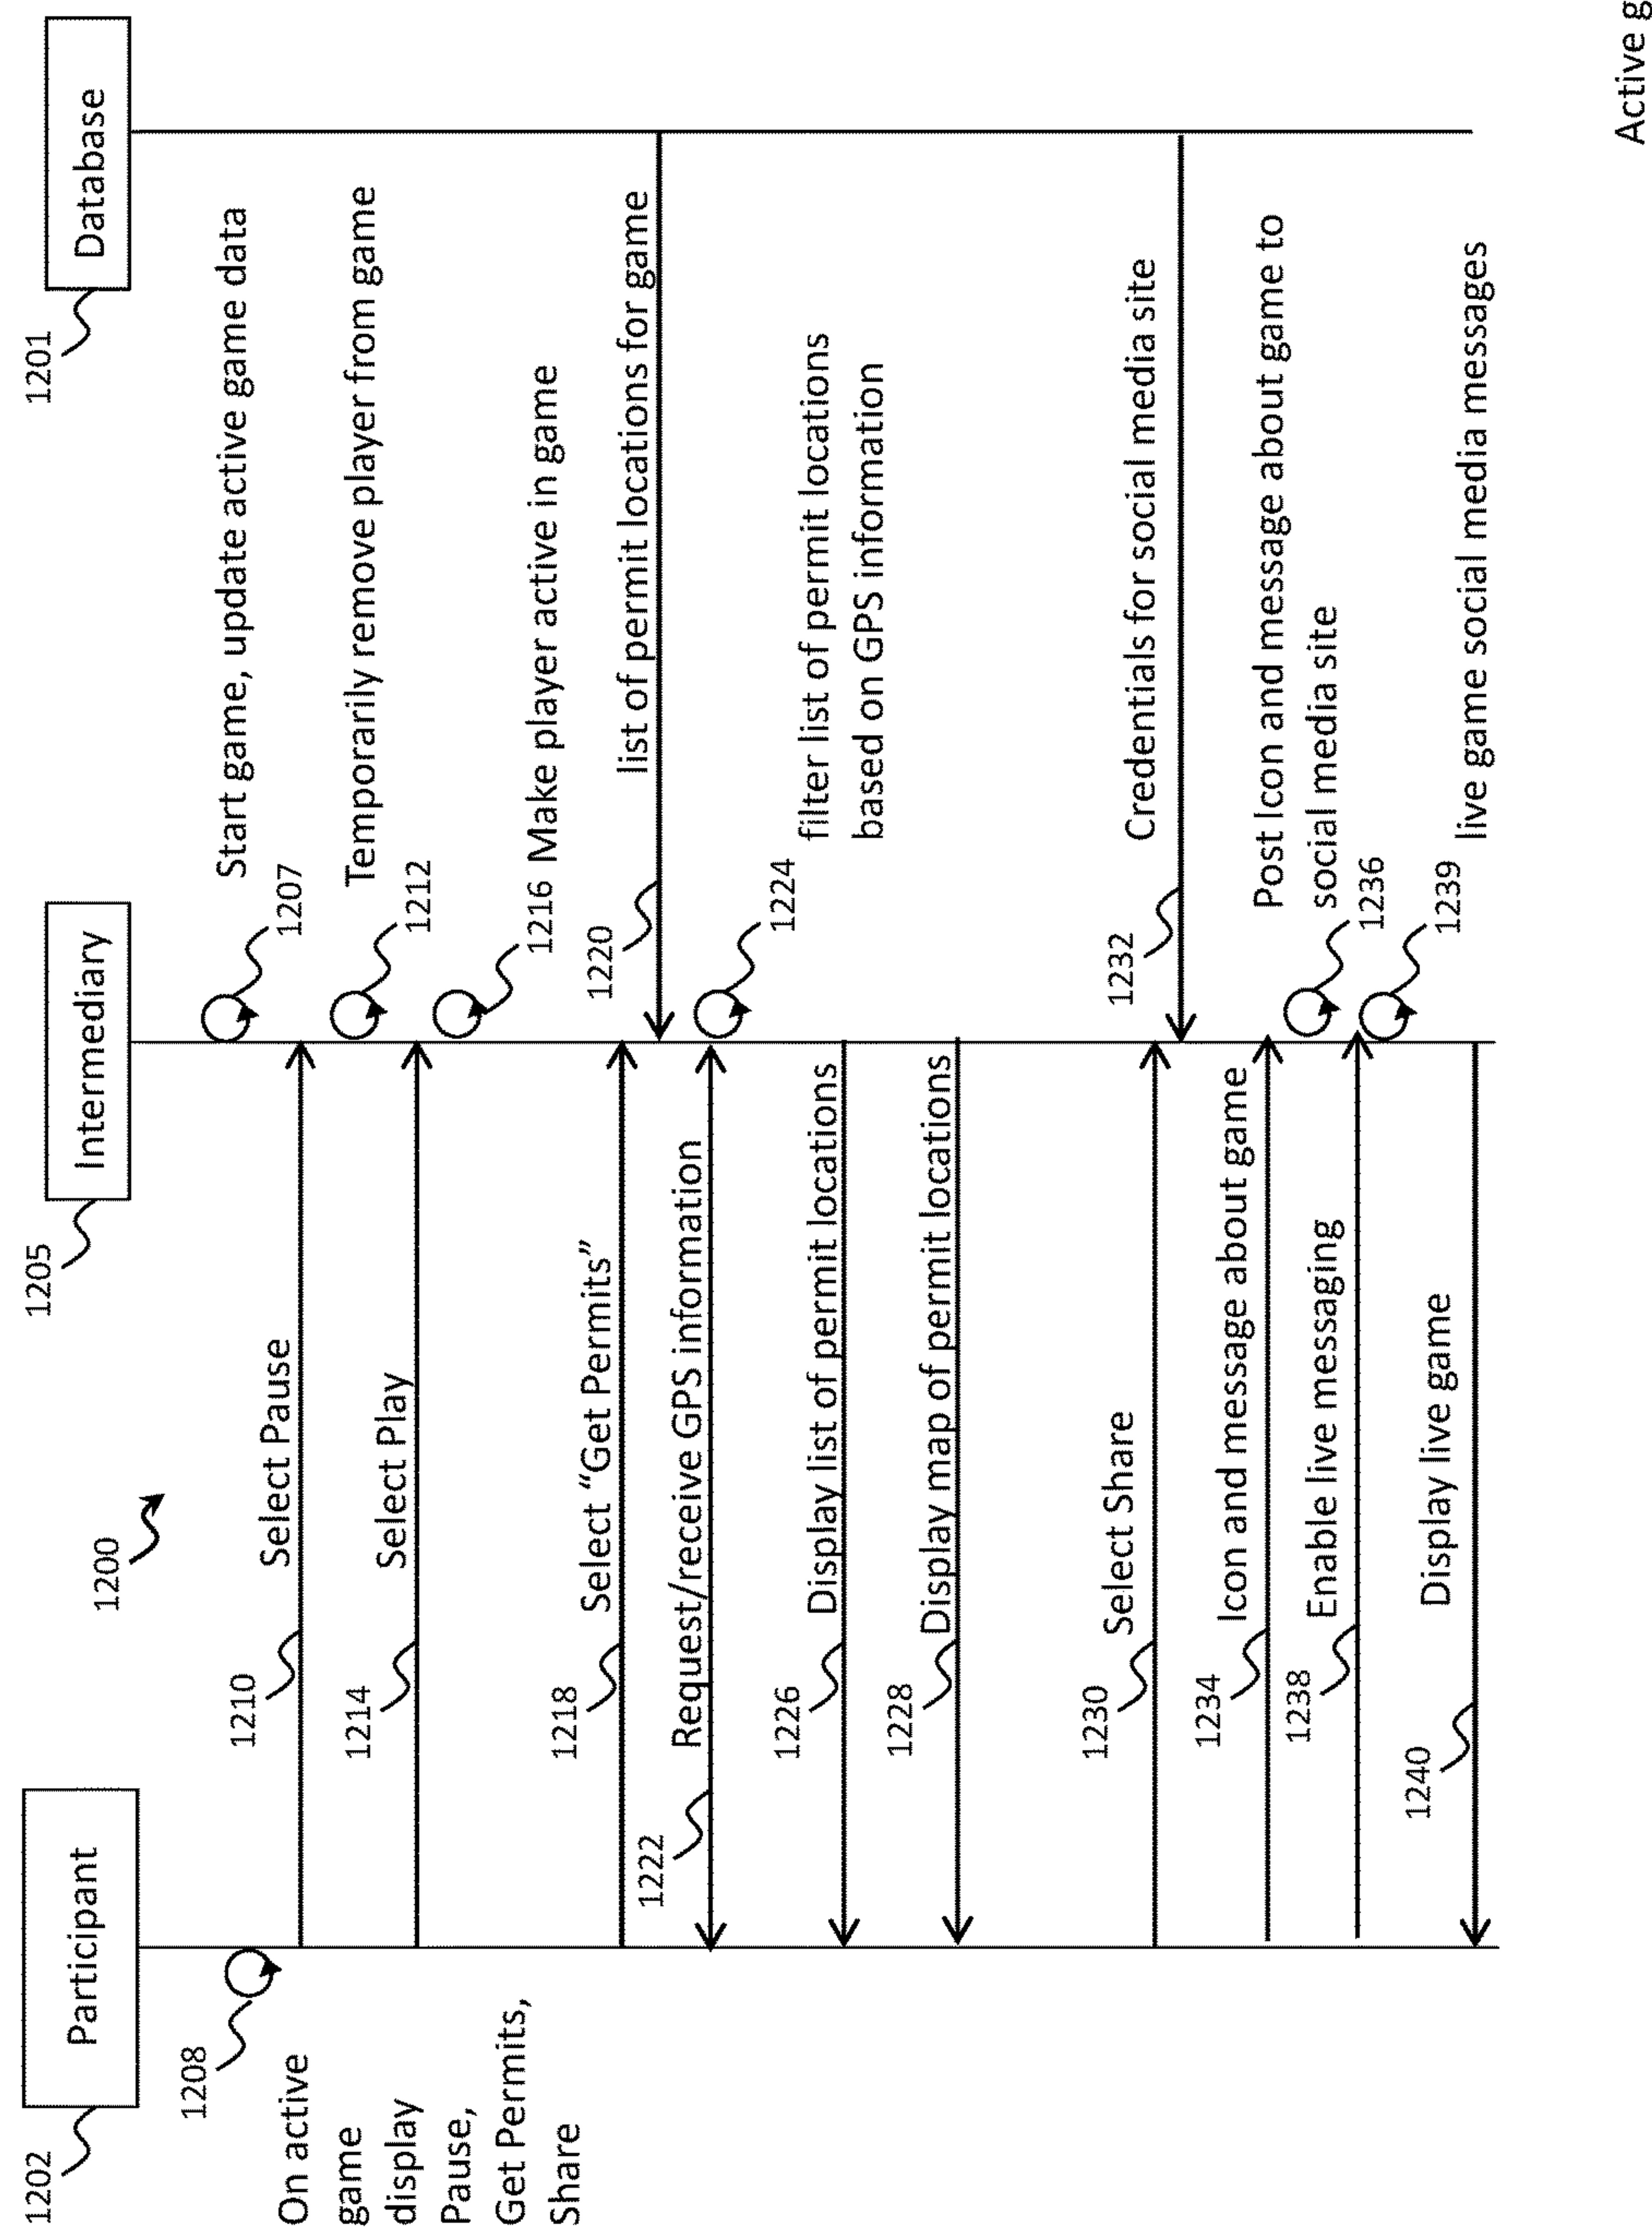 1202
Participant
1205
Intermediary
1201
Database
1200
1207
Start game, update active game data
1208
On active
game
display
Pause,
Get Permits,
Share
1210
Select Pause
1212
Temporarily remove player from game
1214
Select Play
1216
Make player active in game
1218
Select “Get Permits”
1220
list of permit locations for game
1222
Request/receive GPS information
1224
filter list of permit locations
based on GPS information
1226
Display list of permit locations
1228
Display map of permit locations
1230
Select Share
1232
Credentials for social media site
1234
Icon and message about game
Post Icon and message about game to
social media site
1236
1238
Enable live messaging
1239
live game social media messages
1240
Display live game
Active g